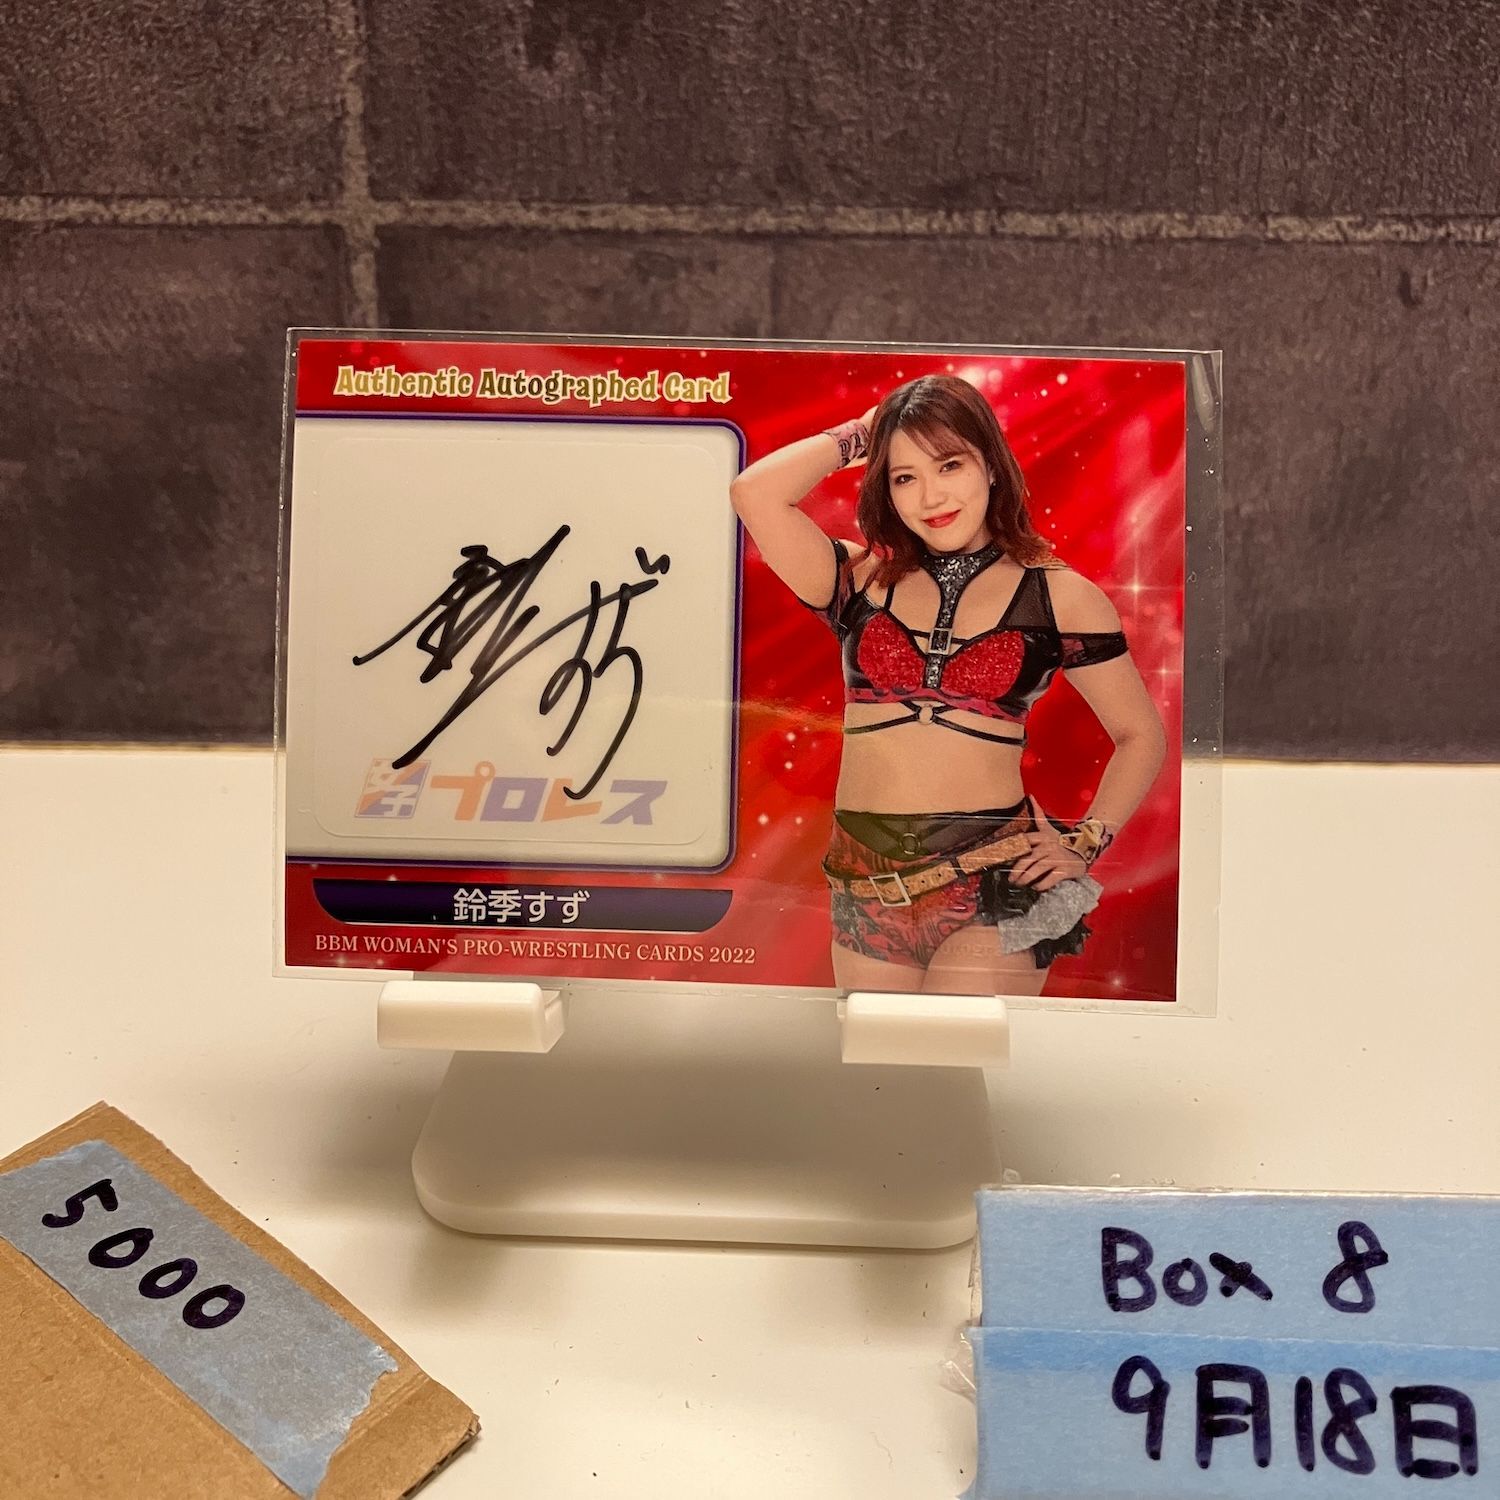 Authentic Autographed Card
女子プロレス
鈴季すず
BBM WOMAN'S PRO-WRESTLING CARDS 2022
5000
Box 8
9月18日